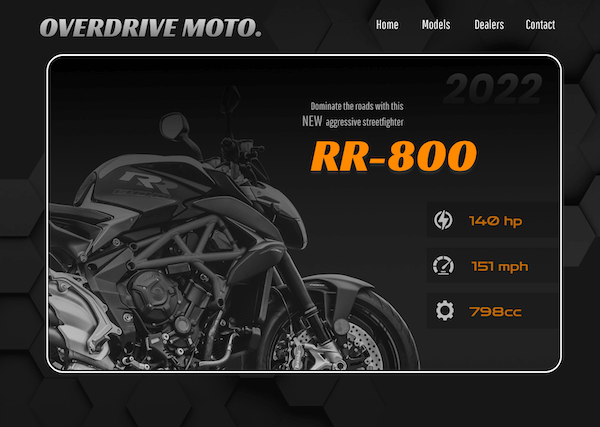 OVERDRIVE MOTO.
Home Models Dealers Contact
2022
Dominate the roads with this
NEW aggressive streetfighter
RR-800
RR
140 hp
151 mph
798cc